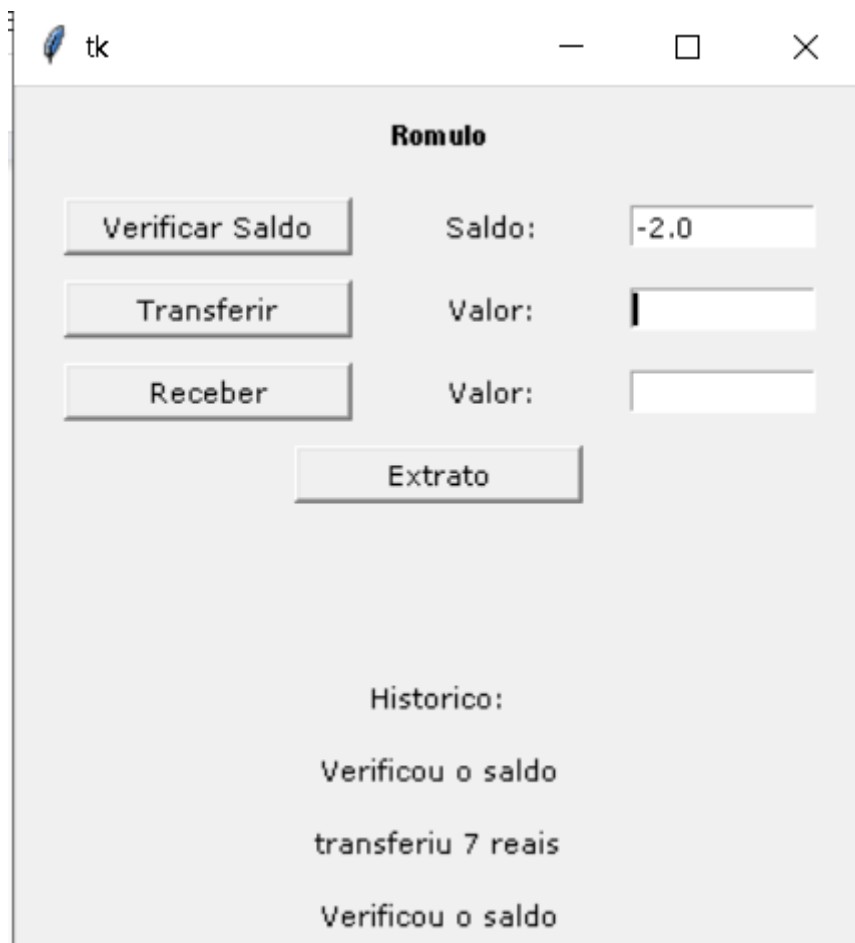 tk
Romulo
Verificar Saldo Saldo: -2.0
Transferir Valor:
Receber Valor:
Extrato
Historico:
Verificou o saldo
transferiu 7 reais
Verificou o saldo